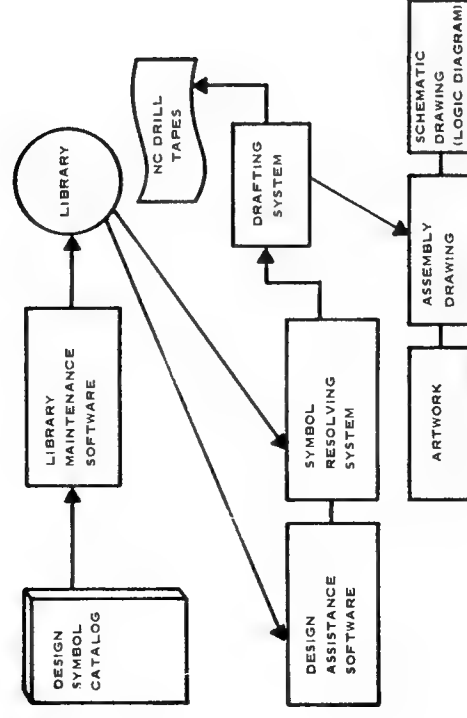 DESIGN
SYMBOL
CATALOG
LIBRARY
MAINTENANCE
SOFTWARE
LIBRARY
DESIGN
ASSISTANCE
SOFTWARE
SYMBOL
RESOLVING
SYSTEM
DRAFTING
SYSTEM
NC DRILL
TAPES
ARTWORK
ASSEMBLY
DRAWING
SCHEMATIC
DRAWING
(LOGIC DIAGRAM)